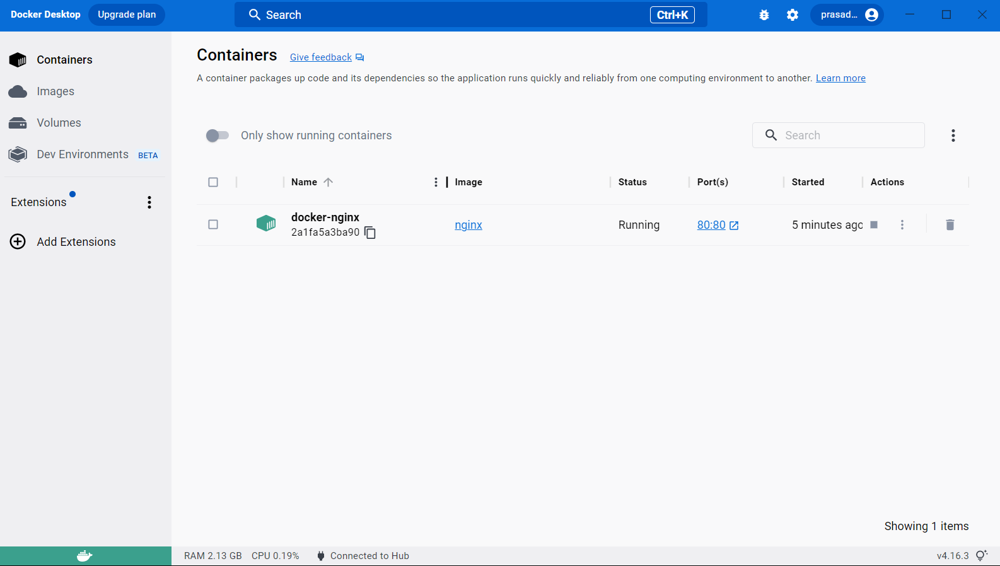 Docker Desktop Upgrade plan Search Ctrl+K prasad...
Containers
Images
Volumes
Dev Environments BETA
Extensions
Add Extensions
Containers Give feedback
A container packages up code and its dependencies so the application runs quickly and reliably from one computing environment to another. Learn more
Only show running containers Search
Name Image Status Port(s) Started Actions
docker-nginx
2a1fa5a3ba90 nginx Running 80:80 5 minutes ago
Showing 1 items
RAM 2.13 GB CPU 0.19% Connected to Hub v4.16.3